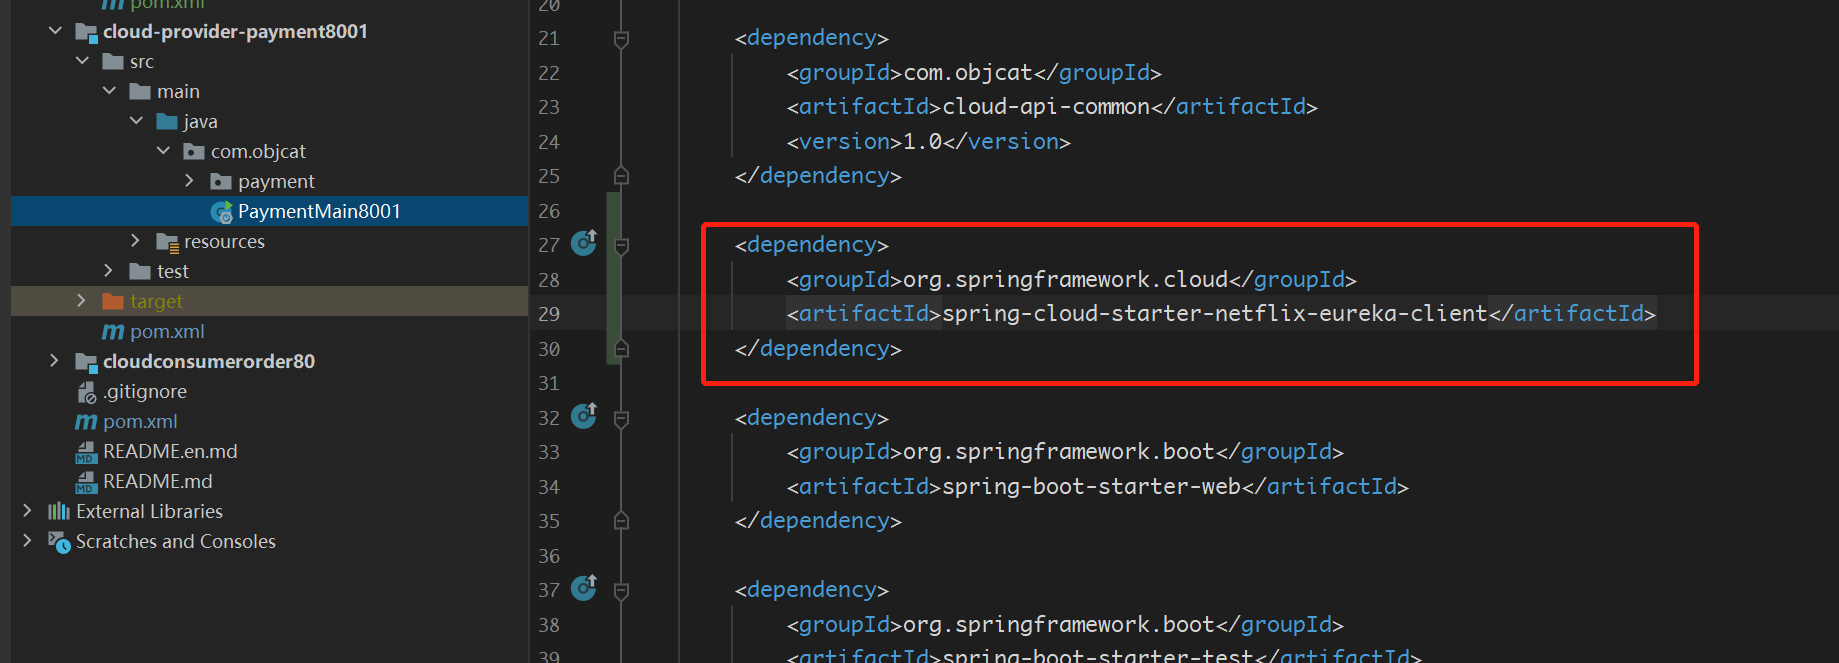 pom.xml
cloud-provider-payment8001
src
main
java
com.objcat
payment
PaymentMain8001
resources
test
target
pom.xml
cloudconsumerorder80
.gitignore
pom.xml
README.en.md
README.md
External Libraries
Scratches and Consoles
20
21 <dependency>
22 <groupId>com.objcat</groupId>
23 <artifactId>cloud-api-common</artifactId>
24 <version>1.0</version>
25 </dependency>
26
27 <dependency>
28 <groupId>org.springframework.cloud</groupId>
29 <artifactId>spring-cloud-starter-netflix-eureka-client</artifactId>
30 </dependency>
31
32 <dependency>
33 <groupId>org.springframework.boot</groupId>
34 <artifactId>spring-boot-starter-web</artifactId>
35 </dependency>
36
37 <dependency>
38 <groupId>org.springframework.boot</groupId>
39 <artifactId>spring-boot-starter-test</artifactId>